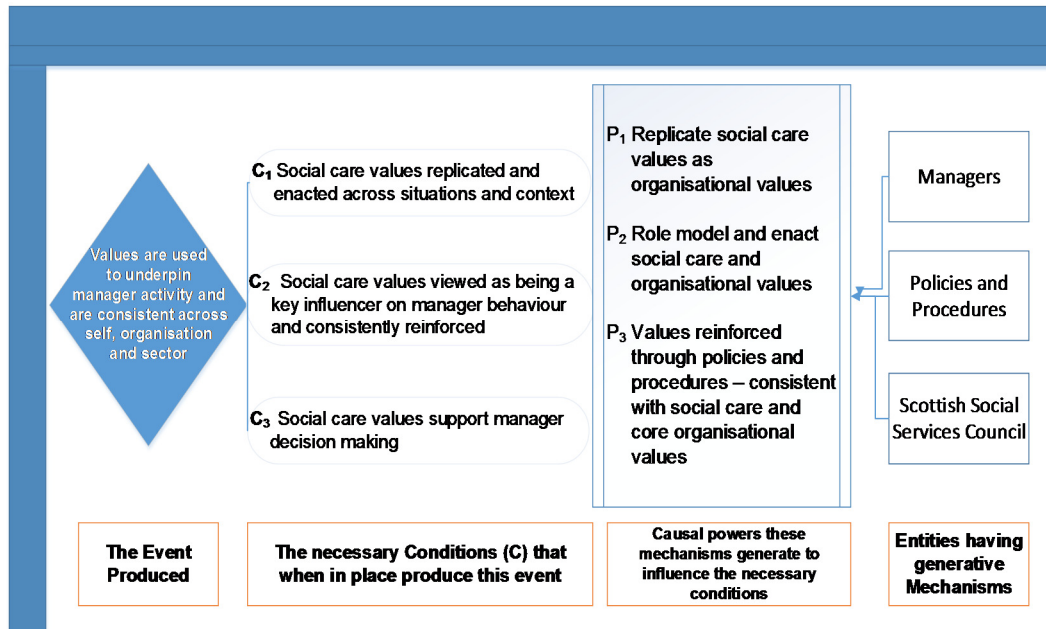 Values are used
to underpin
manager activity and
are consistent across
self, organisation
and sector
C₁ Social care values replicated and
enacted across situations and context
C₂ Social care values viewed as being a
key influencer on manager behaviour
and consistently reinforced
C₃ Social care values support manager
decision making
P₁ Replicate social care
values as
organisational values
P₂ Role model and enact
social care and
organisational values
P₃ Values reinforced
through policies and
procedures – consistent
with social care and
core organisational
values
Managers
Policies and
Procedures
Scottish Social
Services Council
The Event
Produced
The necessary Conditions (C) that
when in place produce this event
Causal powers these
mechanisms generate to
influence the necessary
conditions
Entities having
generative
Mechanisms